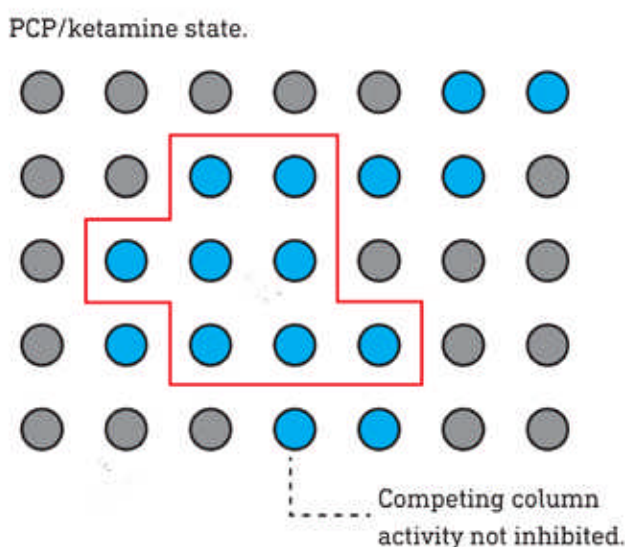 PCP/ketamine state.
Competing column
activity not inhibited.